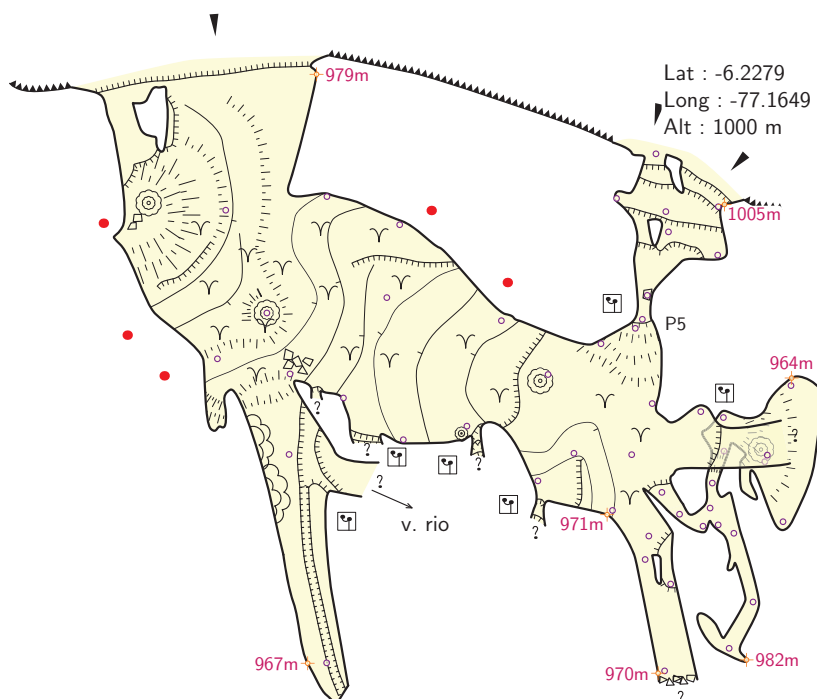 979m
Lat : -6.2279
Long : -77.1649
Alt : 1000 m
1005m
P5
964m
?
?
?
?
?
v. rio
?
971m
967m
970m
982m
?